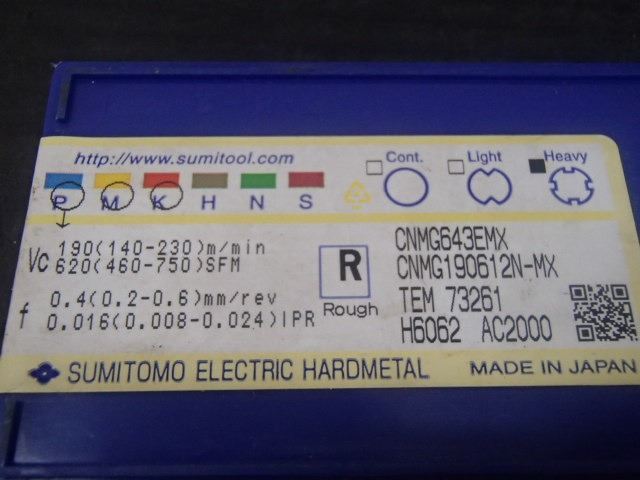 http://www.sumitool.com
P M K H N S
Cont. Light Heavy
VC 190(140-230)m/min
620(460-750)SFM
f 0.4(0.2-0.6)mm/rev
0.016(0.008-0.024)IPR
R
Rough
CNMG643EMX
CNMG190612N-MX
TEM 73261
H6062 AC2000
SUMITOMO ELECTRIC HARDMETAL MADE IN JAPAN